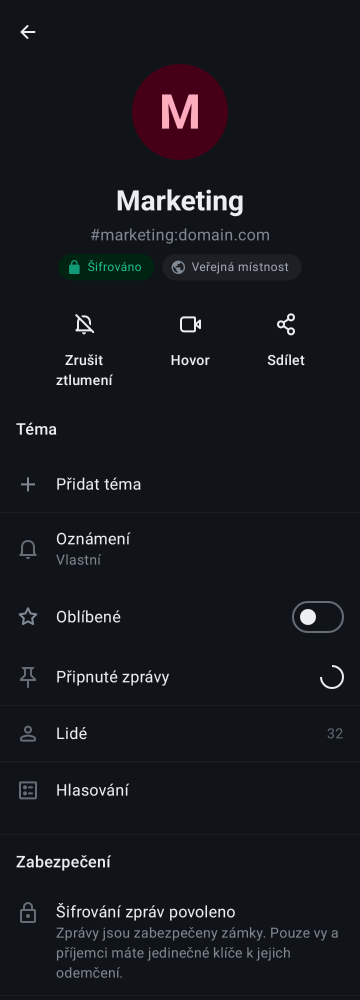 M
Marketing
#marketing:domain.com
Šifrováno
Veřejná místnost
Zrušit
ztlumení
Hovor
Sdílet
Téma
Přidat téma
Oznámení
Vlastní
Oblíbené
Připnuté zprávy
Lidé 32
Hlasování
Zabezpečení
Šifrování zpráv povoleno
Zprávy jsou zabezpečeny zámky. Pouze vy a
příjemci máte jedinečné klíče k jejich
odemčení.